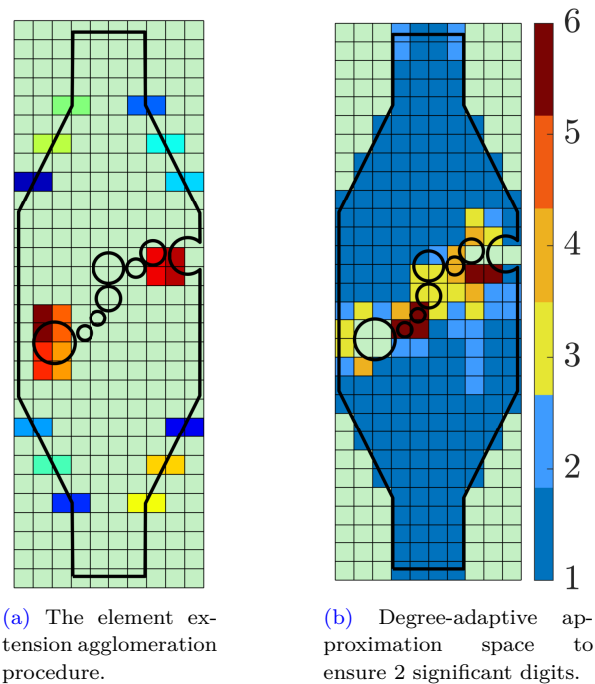 6
5
4
3
2
1
(a) The element ex-
tension agglomeration
procedure.
(b) Degree-adaptive ap-
proximation space to
ensure 2 significant digits.